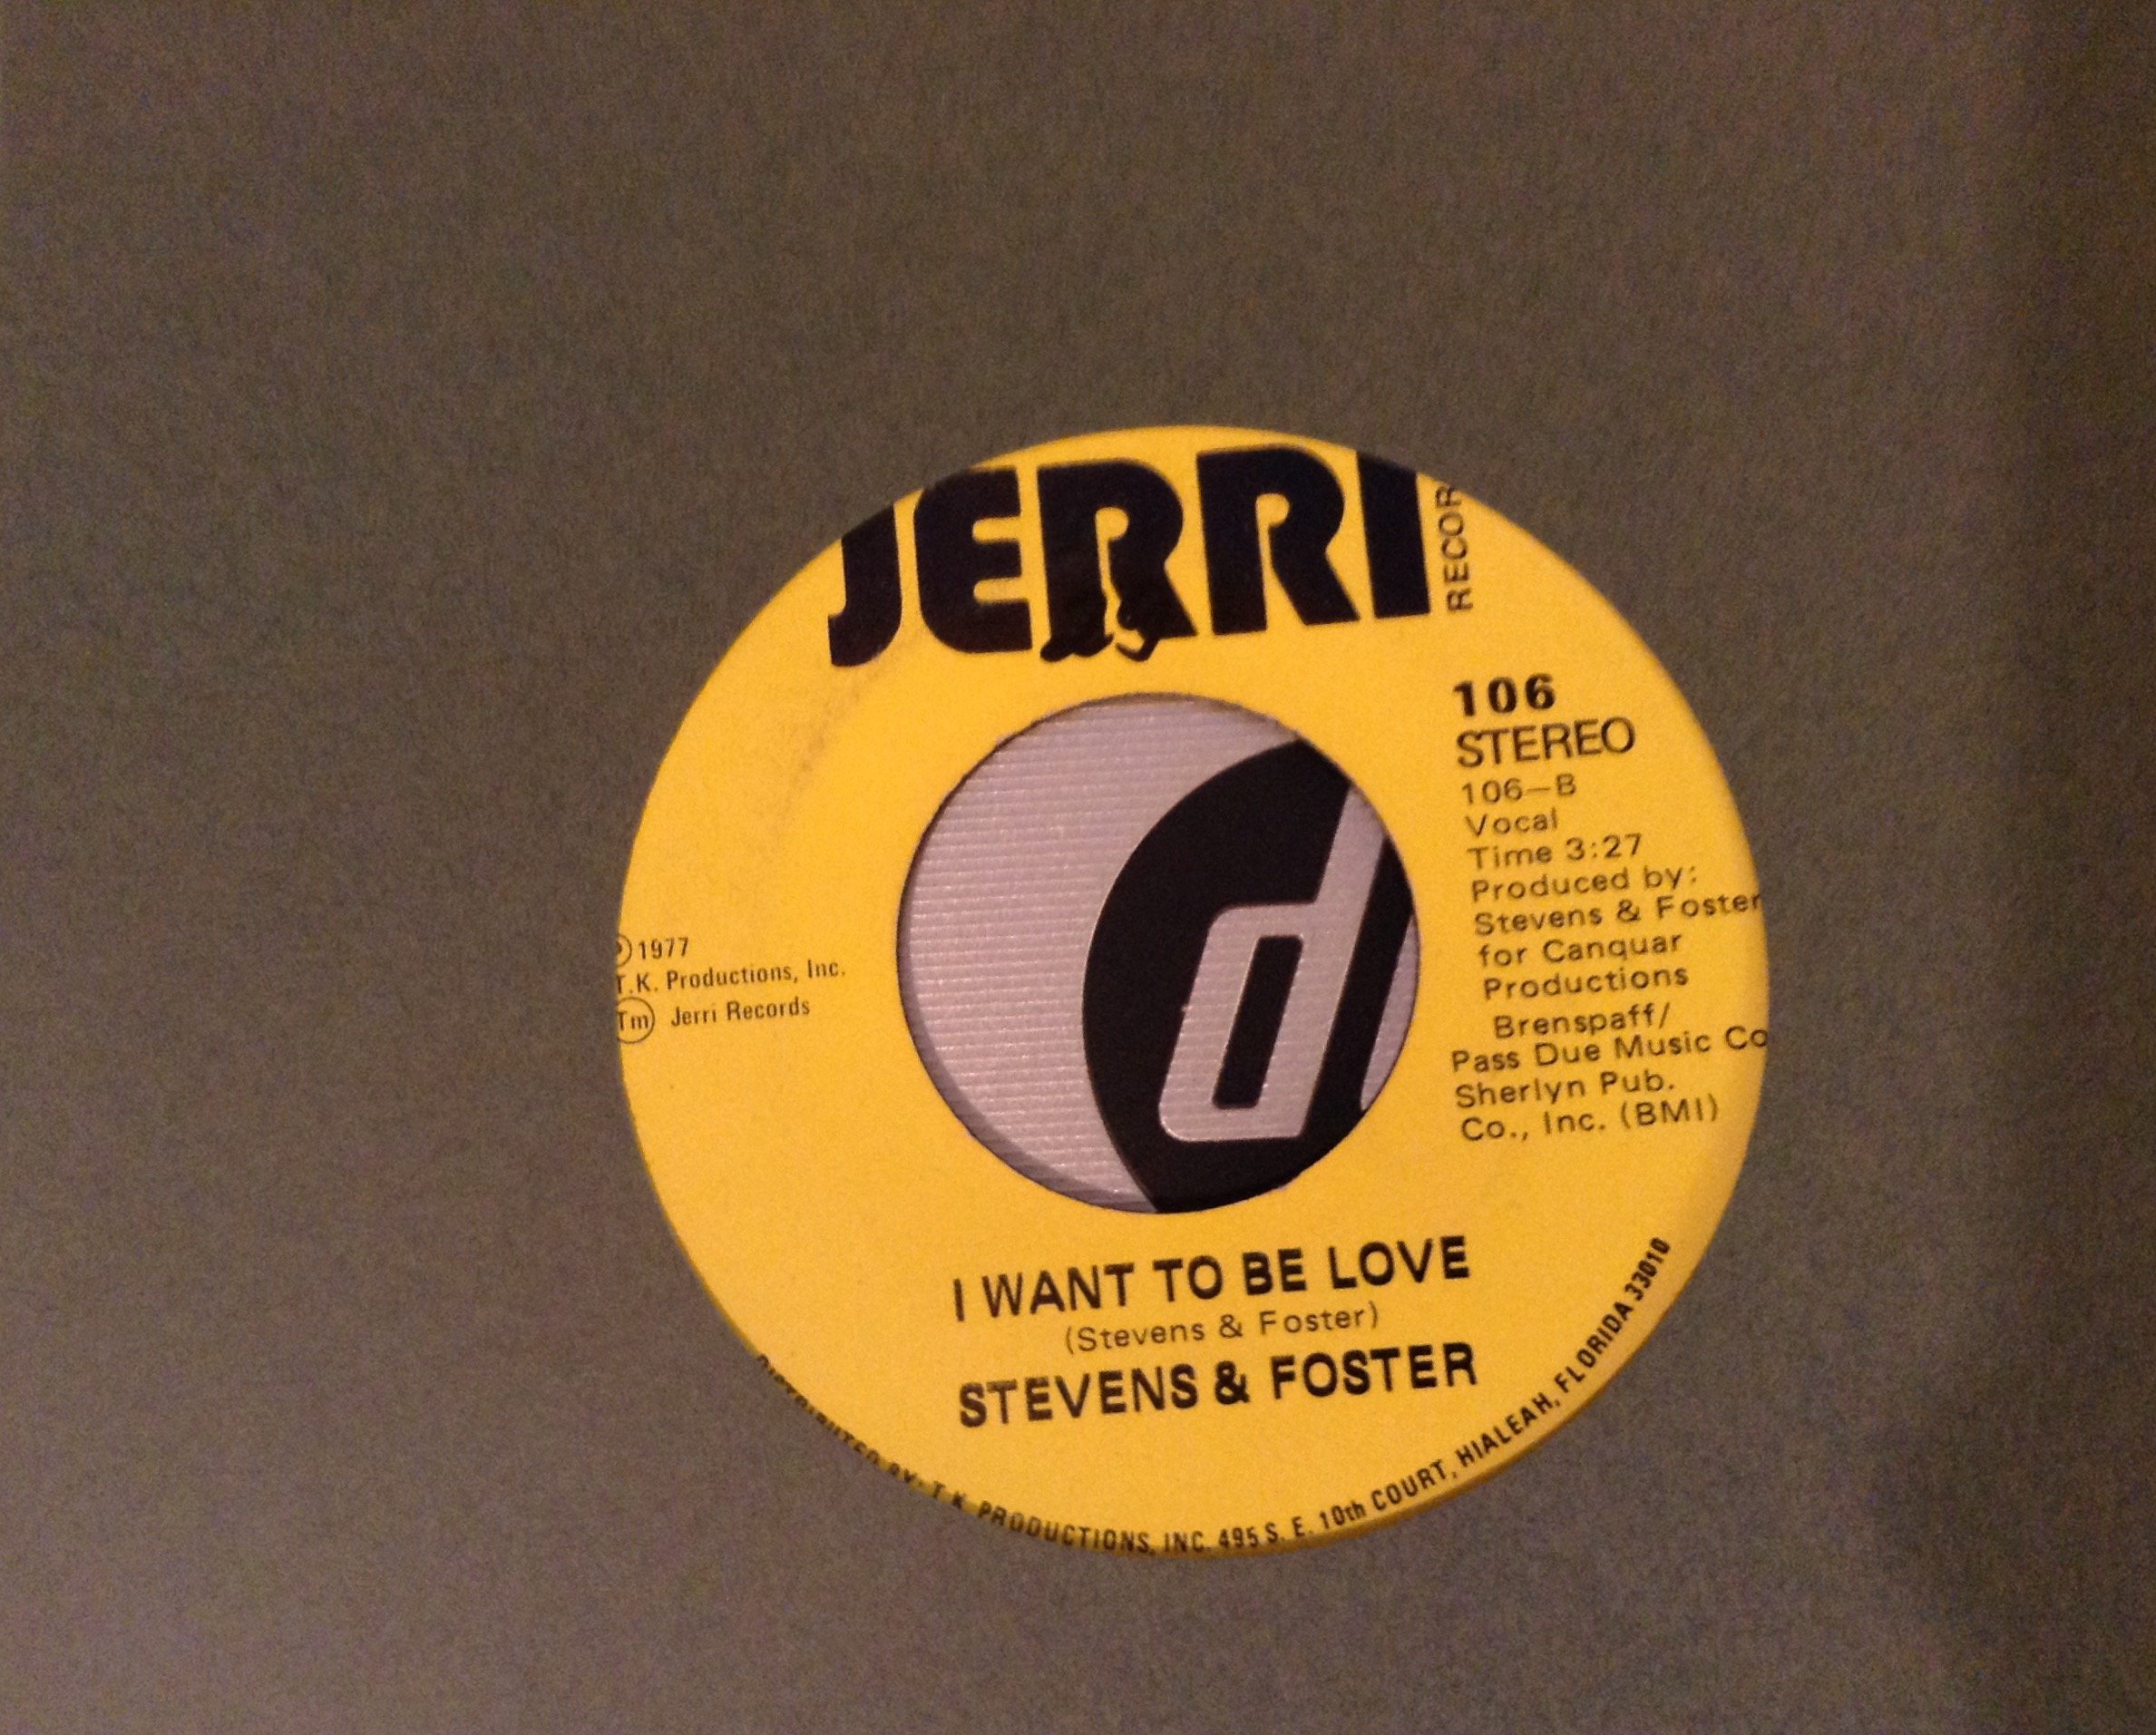 JERRI
RECOR
106
STEREO
106—B
Vocal
Time 3:27
Produced by:
Stevens & Foster
for Canquar
Productions
Brenspaff/
Pass Due Music Co
Sherlyn Pub.
Co., Inc. (BMI)
℗ 1977
T.K. Productions, Inc.
Tm Jerri Records
d
I WANT TO BE LOVE
(Stevens & Foster)
STEVENS & FOSTER
DISTRIBUTED BY: T.K. PRODUCTIONS, INC. 495 S. E. 10th COURT, HIALEAH, FLORIDA 33010